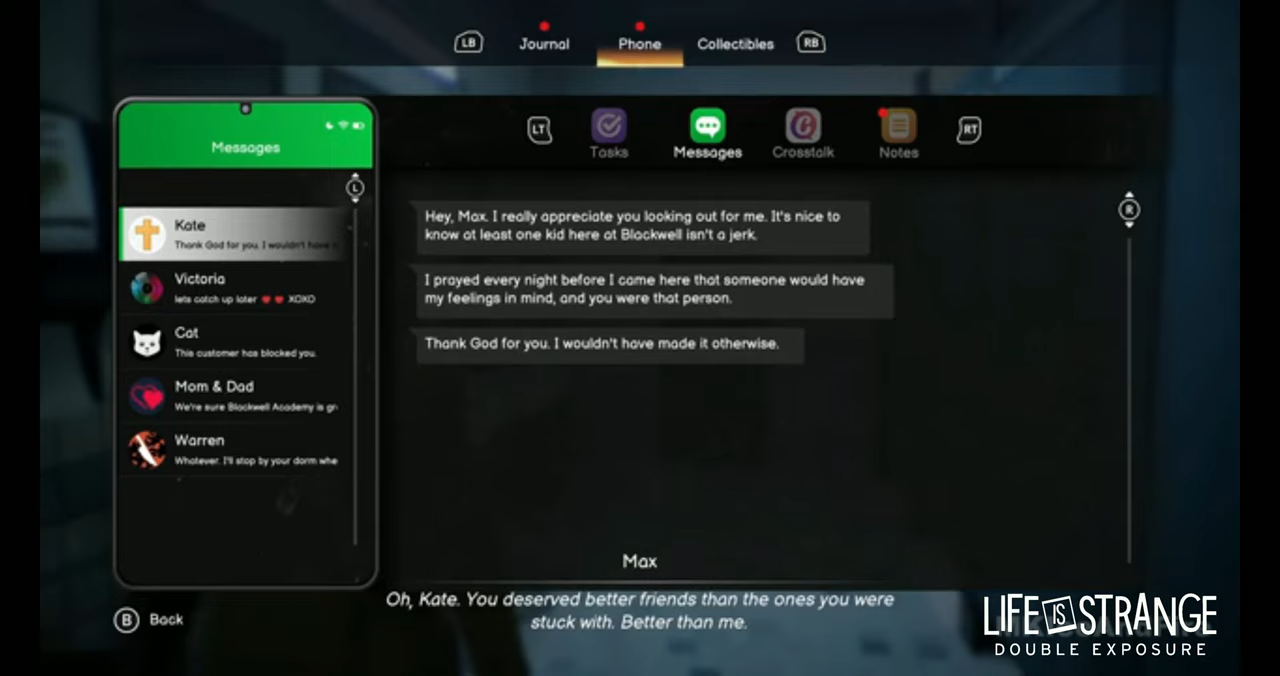 LB Journal Phone Collectibles RB
Messages
LT Tasks Messages Crosstalk Notes RT
L
Kate
Thank God for you. I wouldn't have n
Victoria
lets catch up later ❤❤ XOXO
Cat
This customer has blocked you.
Mom & Dad
We're sure Blackwell Academy is gr
Warren
Whatever. I'll stop by your dorm whe
R
Hey, Max. I really appreciate you looking out for me. It's nice to
know at least one kid here at Blackwell isn't a jerk.
I prayed every night before I came here that someone would have
my feelings in mind, and you were that person.
Thank God for you. I wouldn't have made it otherwise.
Max
Oh, Kate. You deserved better friends than the ones you were
stuck with. Better than me.
B Back
LIFE IS STRANGE
DOUBLE EXPOSURE